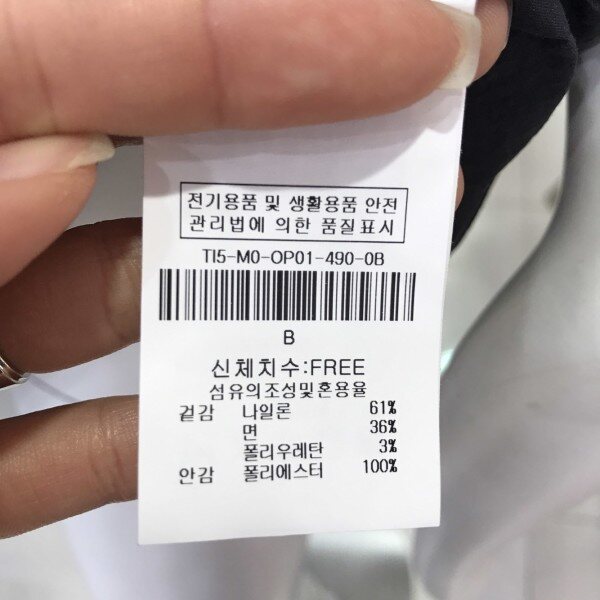 전기용품 및 생활용품 안전
관리법에 의한 품질표시
TI5-M0-OP01-490-0B
B
신체치수:FREE
섬유의조성및혼용율
겉감 나일론 61%
면 36%
폴리우레탄 3%
안감 폴리에스터 100%